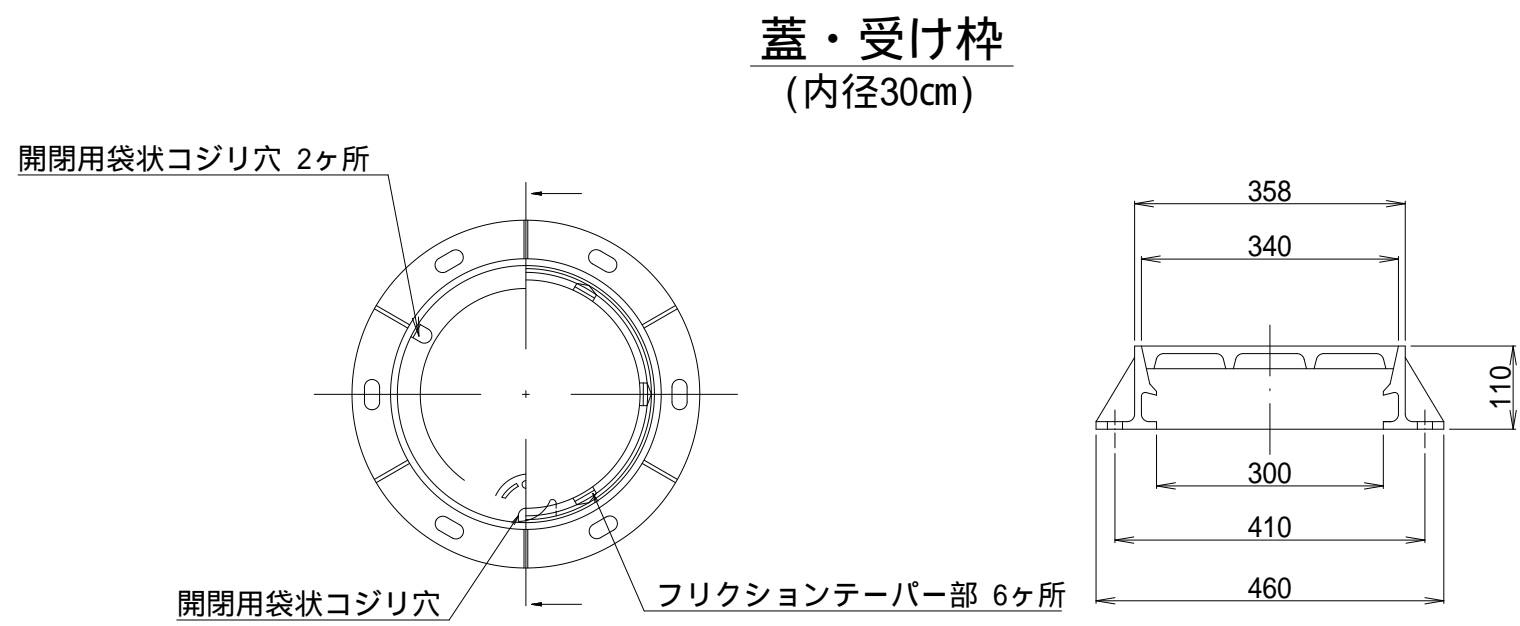 蓋・受け枠
(内径30㎝)
開閉用袋状コジリ穴 2ヶ所
358
340
110
300
410
460
開閉用袋状コジリ穴
フリクションテーパー部 6ヶ所